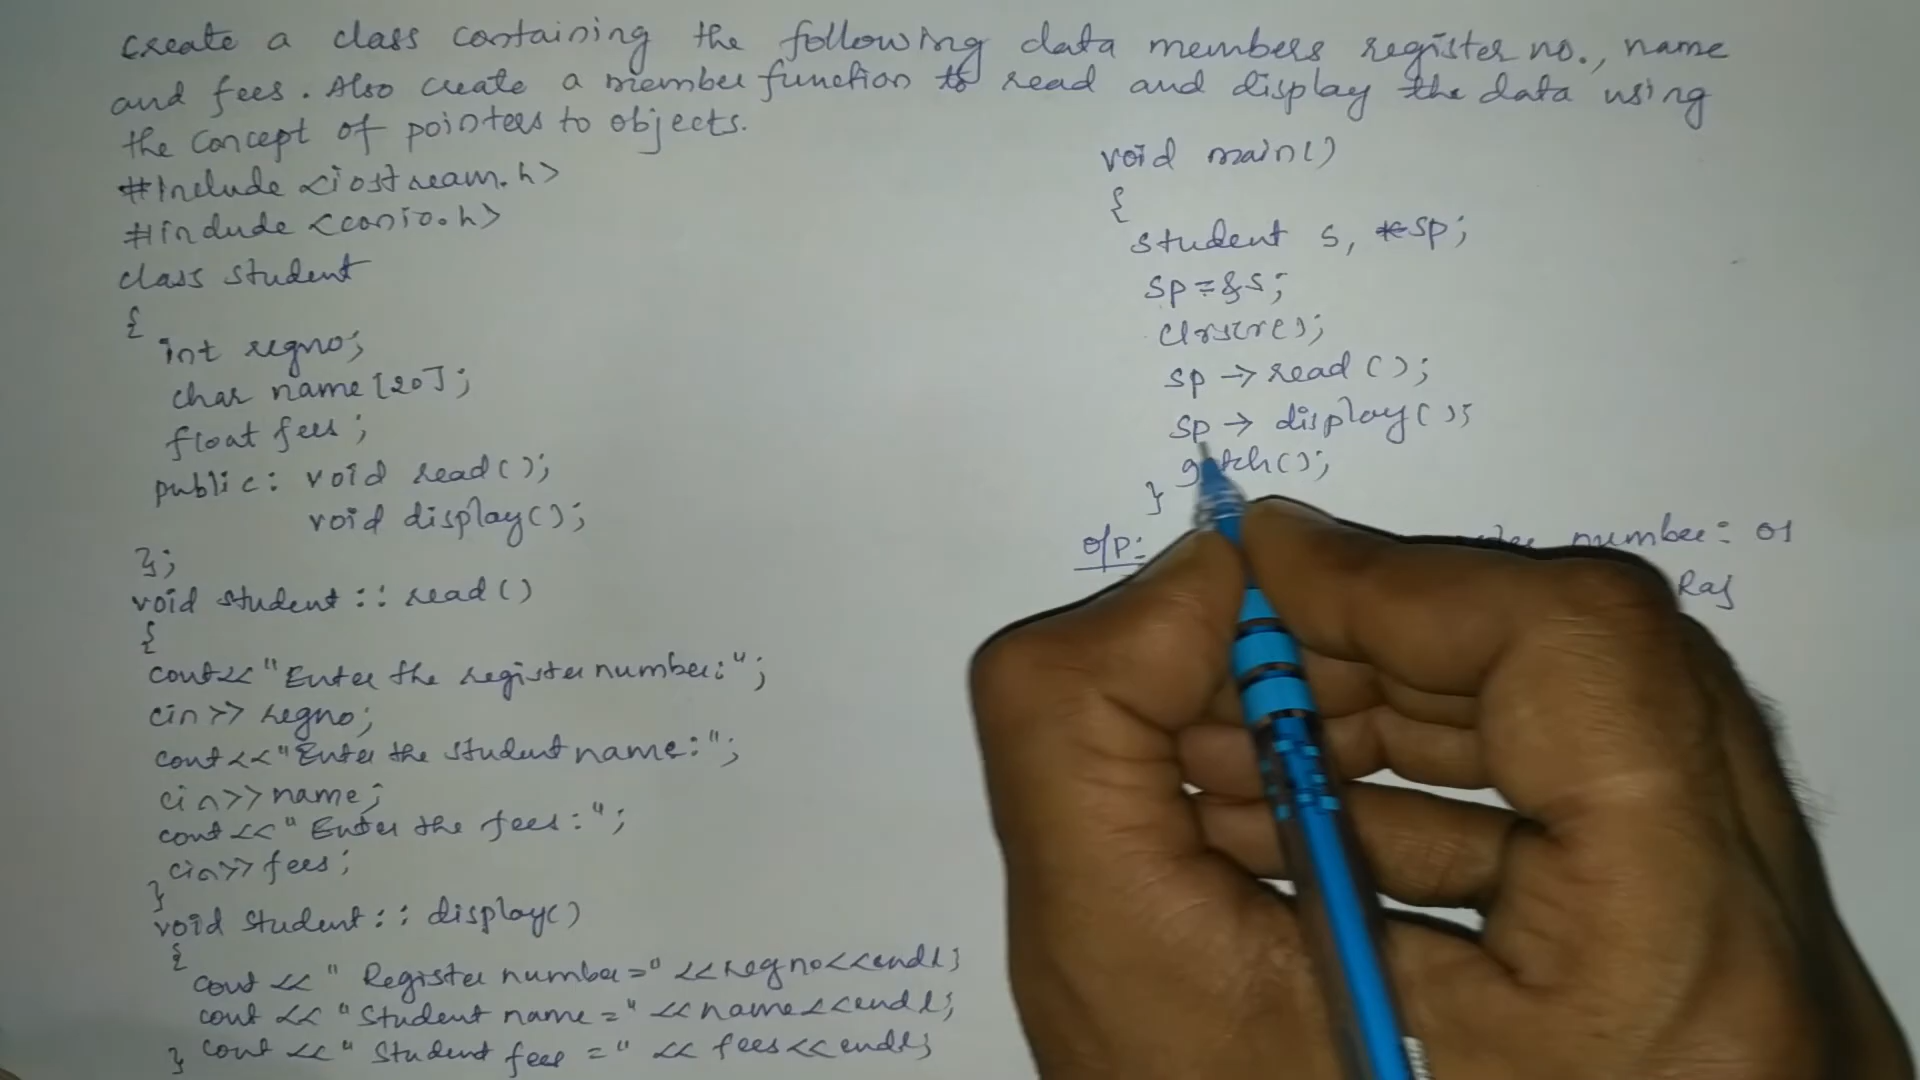 create a class containing the following data members register no., name
and fees. Also create a member function to read and display the data using
the concept of pointers to objects.
#include <iostream.h>
#include <conio.h>
class student
{
int regno;
char name[20];
float fees;
public: void read();
void display();
};
void student :: read()
{
cout<<"Enter the register number:";
cin>> regno;
cout<<"Enter the student name:";
cin>>name;
cout<<"Enter the fees:";
cin>>fees;
}
void student :: display()
{
cout << "Register number="<<regno<<endl;
cout << "Student name="<<name<<endl;
} cout << "Student fees =" << fees<<endl;
void main()
{
student s, *sp;
sp=&s;
clrscr();
sp->read();
sp->display();
getch();
}
o/p:
number: 01
Raj